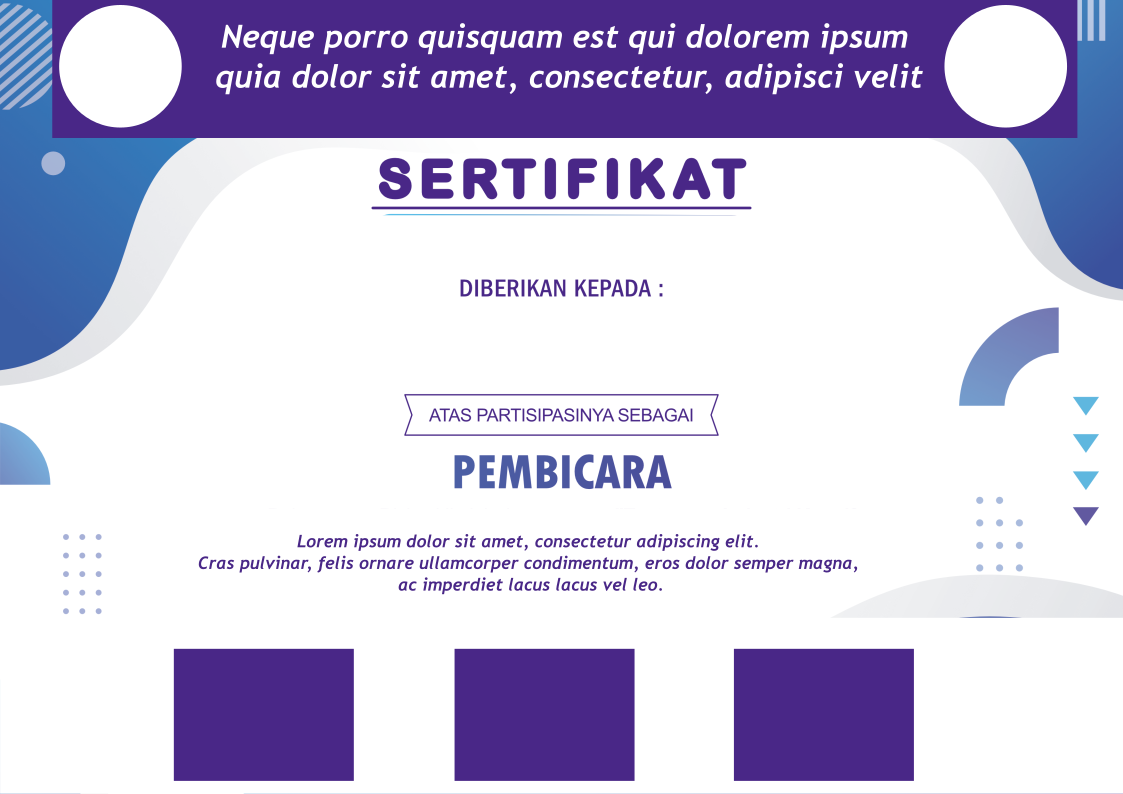 Neque porro quisquam est qui dolorem ipsum
quia dolor sit amet, consectetur, adipisci velit
SERTIFIKAT
DIBERIKAN KEPADA :
ATAS PARTISIPASINYA SEBAGAI
PEMBICARA
Lorem ipsum dolor sit amet, consectetur adipiscing elit.
Cras pulvinar, felis ornare ullamcorper condimentum, eros dolor semper magna,
ac imperdiet lacus lacus vel leo.